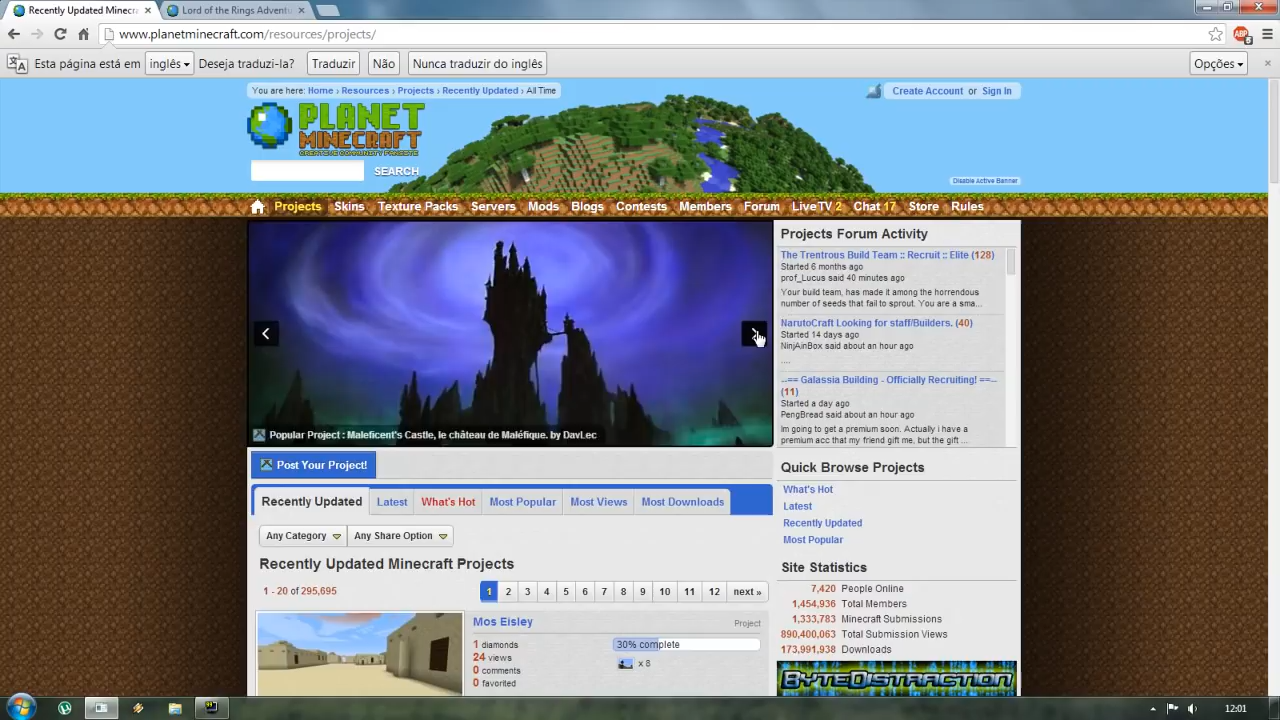 Recently Updated Minecr
Lord of the Rings Adventu
www.planetminecraft.com/resources/projects/
ABP
5
Esta página está em inglês Deseja traduzi-la? Traduzir Não Nunca traduzir do inglês Opções
You are here: Home › Resources › Projects › Recently Updated › All Time
Create Account or Sign In
PLANET
MINECRAFT
CREATIVE COMMUNITY PROJECTS
SEARCH
Disable Active Banner
Projects Skins Texture Packs Servers Mods Blogs Contests Members Forum Live TV 2 Chat 17 Store Rules
Popular Project : Maleficent's Castle, le château de Maléfique. by DavLec
Post Your Project!
Recently Updated Latest What's Hot Most Popular Most Views Most Downloads
Any Category Any Share Option
Recently Updated Minecraft Projects
1 - 20 of 295,695
1 2 3 4 5 6 7 8 9 10 11 12 next »
Mos Eisley
Project
1 diamonds
30% complete
24 views
x 8
0 comments
0 favorited
Projects Forum Activity
The Trentrous Build Team :: Recruit :: Elite (128)
Started 6 months ago
prof_Lucus said 40 minutes ago
Your build team, has made it among the horrendous
number of seeds that fail to sprout. You are a sma...
NarutoCraft Looking for staff/Builders. (40)
Started 14 days ago
NinjAinBox said about an hour ago
....
--== Galassia Building - Officially Recruiting! ==--
(11)
Started a day ago
PengBread said about an hour ago
Im going to get a premium soon. Actually i have a
premium acc that my friend gift me, but the gift ...
Quick Browse Projects
What's Hot
Latest
Recently Updated
Most Popular
Site Statistics
7,420 People Online
1,454,936 Total Members
1,333,783 Minecraft Submissions
890,400,063 Total Submission Views
173,991,938 Downloads
BYTEDISTRACTION
12:01